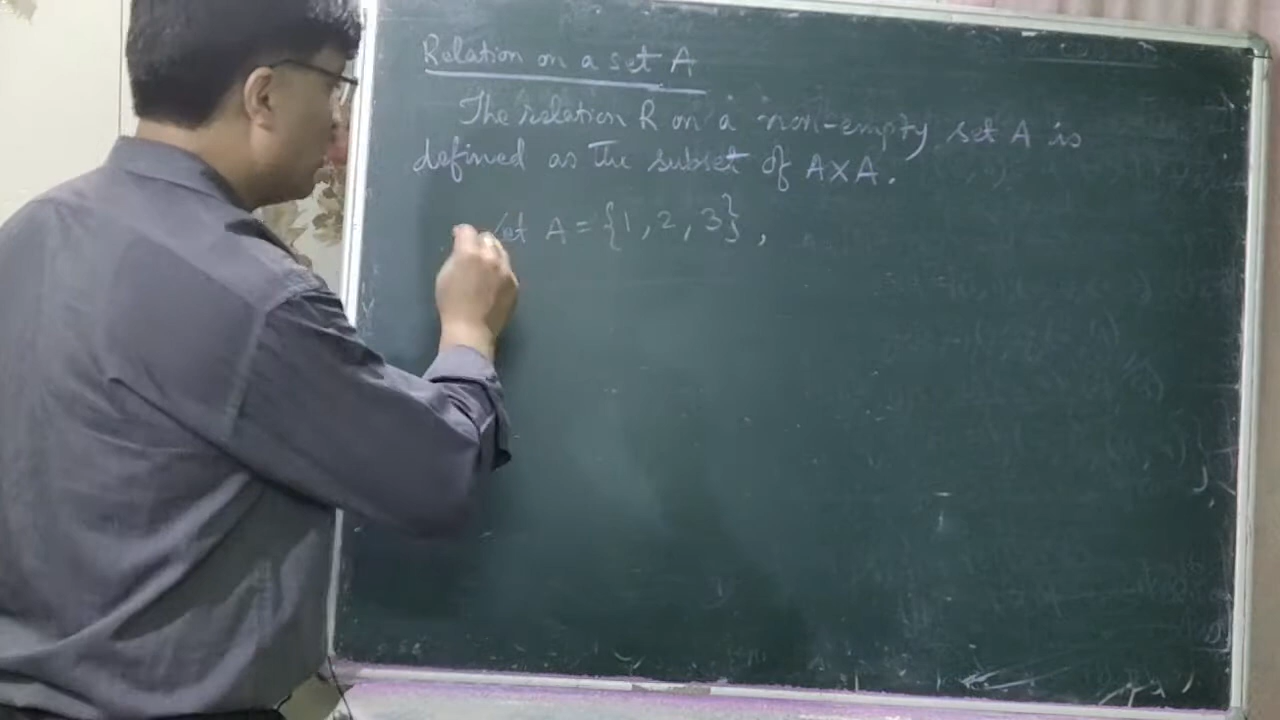 Relation on a set A
The relation R on a non-empty set A is
defined as the subset of A×A.
Let A = {1, 2, 3},